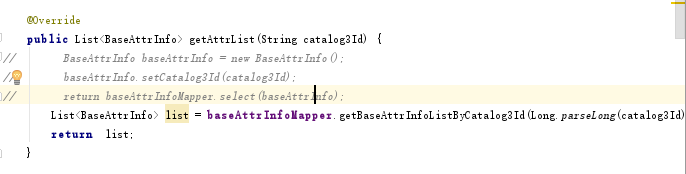 @Override
public List<BaseAttrInfo> getAttrList(String catalog3Id) {
//        BaseAttrInfo baseAttrInfo = new BaseAttrInfo();
//        baseAttrInfo.setCatalog3Id(catalog3Id);
//        return baseAttrInfoMapper.select(baseAttrInfo);
    List<BaseAttrInfo> list = baseAttrInfoMapper.getBaseAttrInfoListByCatalog3Id(Long.parseLong(catalog3Id)
    return  list;
}